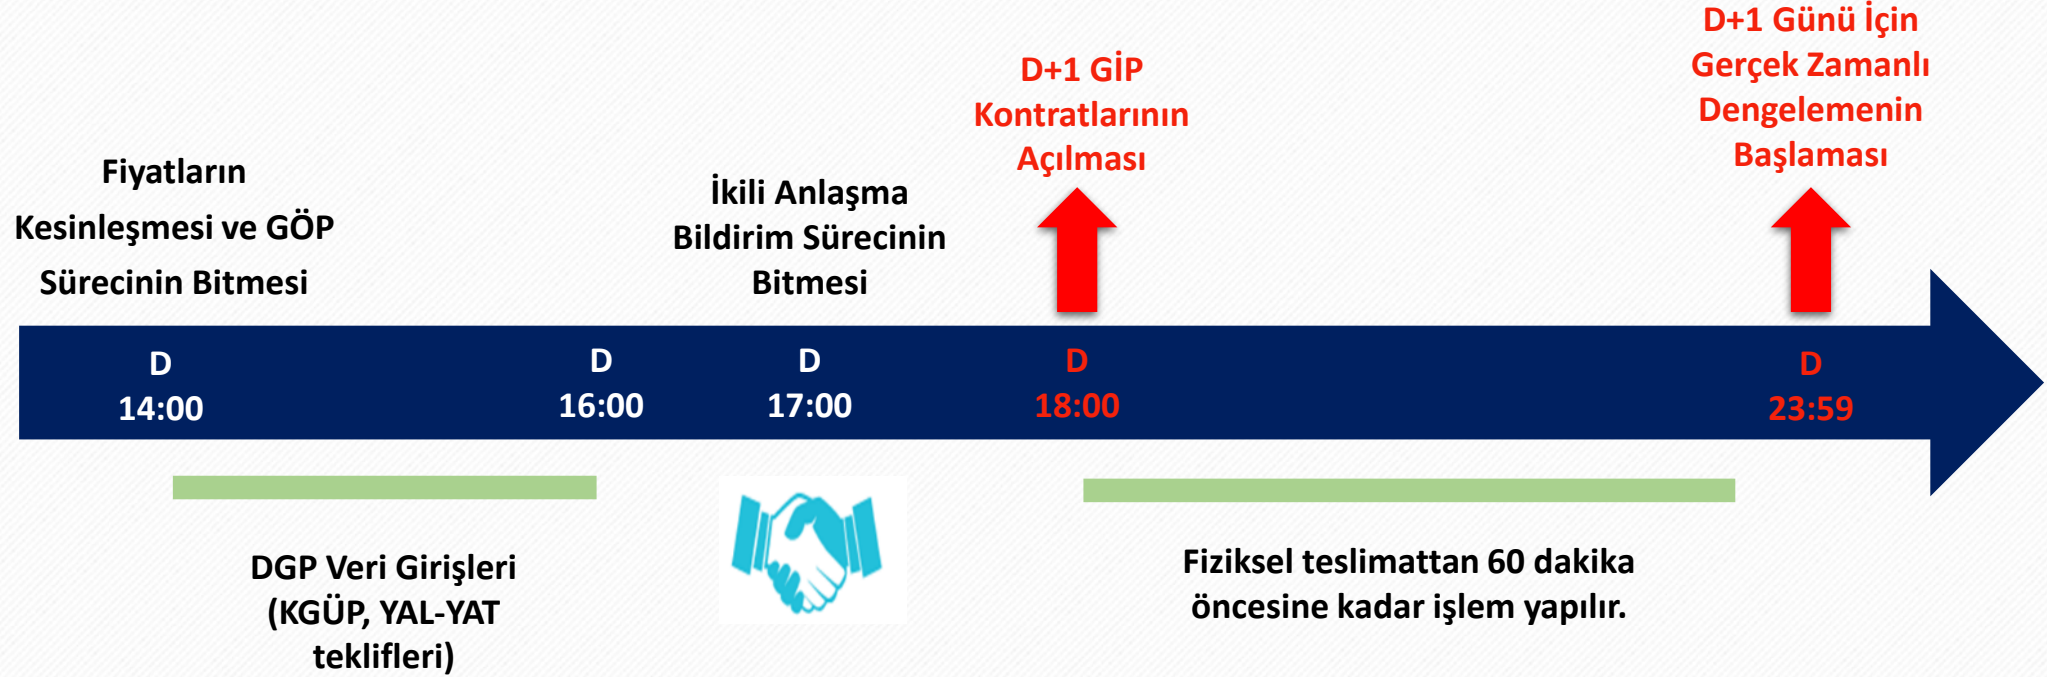 Fiyatların
Kesinleşmesi ve GÖP
Sürecinin Bitmesi
İkili Anlaşma
Bildirim Sürecinin
Bitmesi
D+1 GİP
Kontratlarının
Açılması
D+1 Günü İçin
Gerçek Zamanlı
Dengelemenin
Başlaması
D
14:00
D
16:00
D
17:00
D
18:00
D
23:59
DGP Veri Girişleri
(KGÜP, YAL-YAT
teklifleri)
Fiziksel teslimattan 60 dakika
öncesine kadar işlem yapılır.